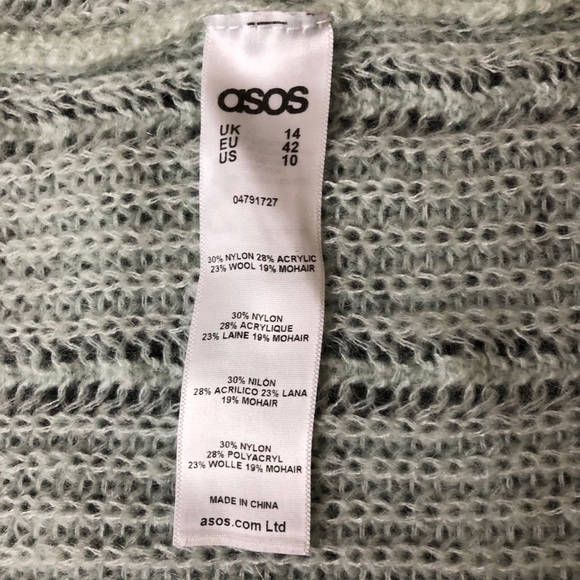 asos
UK 14
EU 42
US 10
04791727
30% NYLON 28% ACRYLIC
23% WOOL 19% MOHAIR
30% NYLON
28% ACRYLIQUE
23% LAINE 19% MOHAIR
30% NILÓN
28% ACRILICO 23% LANA
19% MOHAIR
30% NYLON
28% POLYACRYL
23% WOLLE 19% MOHAIR
MADE IN CHINA
asos.com Ltd